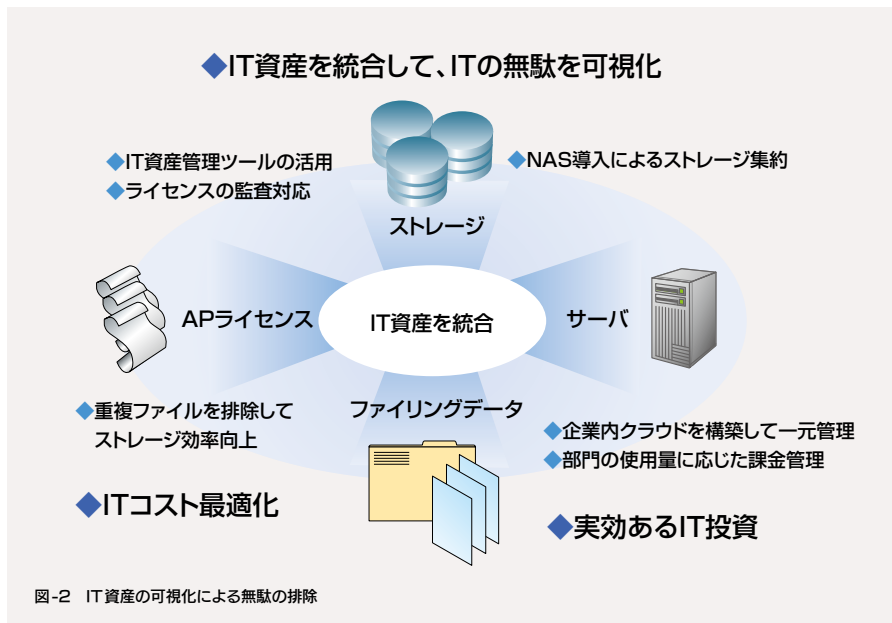 ◆IT資産を統合して、ITの無駄を可視化
◆IT資産管理ツールの活用
◆ライセンスの監査対応
◆NAS導入によるストレージ集約
ストレージ
APライセンス
IT資産を統合
サーバ
ファイリングデータ
◆重複ファイルを排除して
ストレージ効率向上
◆企業内クラウドを構築して一元管理
◆部門の使用量に応じた課金管理
◆ITコスト最適化
◆実効あるIT投資
図-2 IT資産の可視化による無駄の排除